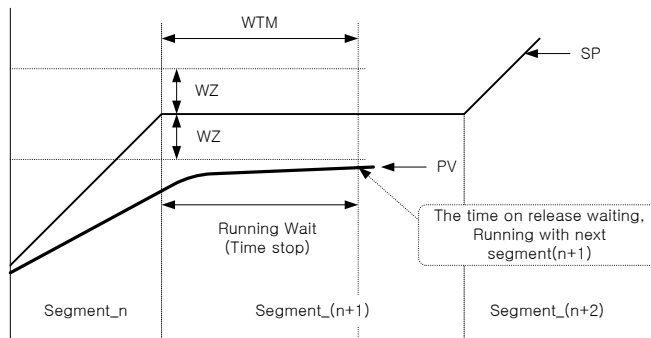 WTM
SP
WZ
WZ
PV
Running Wait
(Time stop)
The time on release waiting,
Running with next
segment(n+1)
Segment_n
Segment_(n+1)
Segment_(n+2)